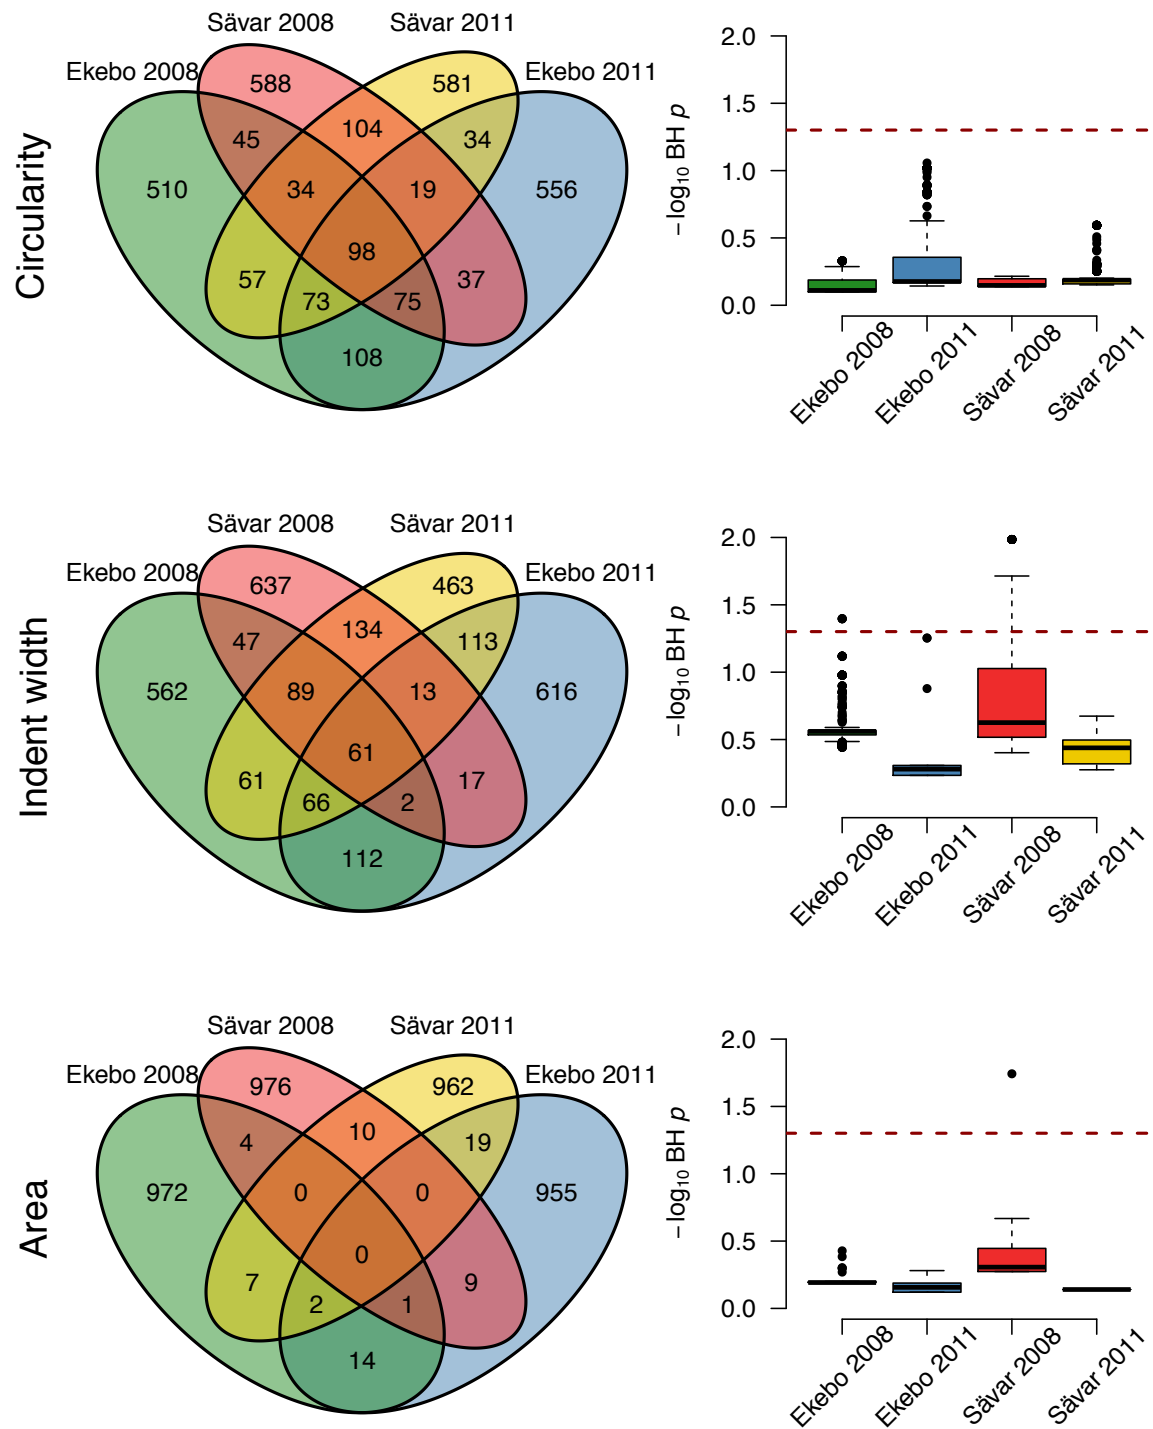 Circularity
Sävar 2008 Sävar 2011
Ekebo 2008 Ekebo 2011
588 581
45 104 34
510 34 19 556
98
57 73 75 37
108
2.0
1.5
1.0
0.5
0.0
−log10 BH p
Ekebo 2008 Ekebo 2011 Sävar 2008 Sävar 2011
Indent width
Sävar 2008 Sävar 2011
Ekebo 2008 Ekebo 2011
637 463
47 134 113
562 89 13 616
61
61 66 2 17
112
2.0
1.5
1.0
0.5
0.0
−log10 BH p
Ekebo 2008 Ekebo 2011 Sävar 2008 Sävar 2011
Area
Sävar 2008 Sävar 2011
Ekebo 2008 Ekebo 2011
976 962
4 10 19
972 0 0 955
0
7 2 1 9
14
2.0
1.5
1.0
0.5
0.0
−log10 BH p
Ekebo 2008 Ekebo 2011 Sävar 2008 Sävar 2011